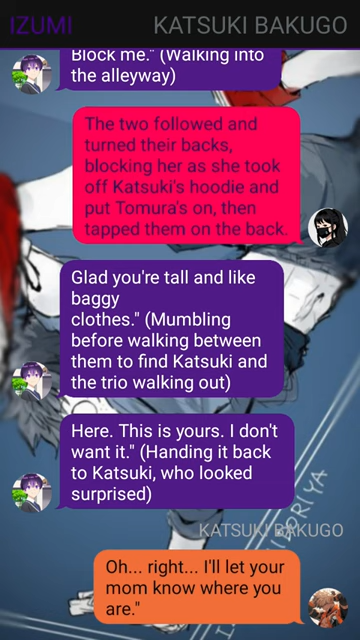 IZUMI KATSUKI BAKUGO
Block me." (Walking into
the alleyway)
The two followed and
turned their backs,
blocking her as she took
off Katsuki's hoodie and
put Tomura's on, then
tapped them on the back.
Glad you're tall and like
baggy
clothes." (Mumbling
before walking between
them to find Katsuki and
the trio walking out)
Here. This is yours. I don't
want it." (Handing it back
to Katsuki, who looked
surprised)
KATSUKI BAKUGO
Oh... right... I'll let your
mom know where you
are."